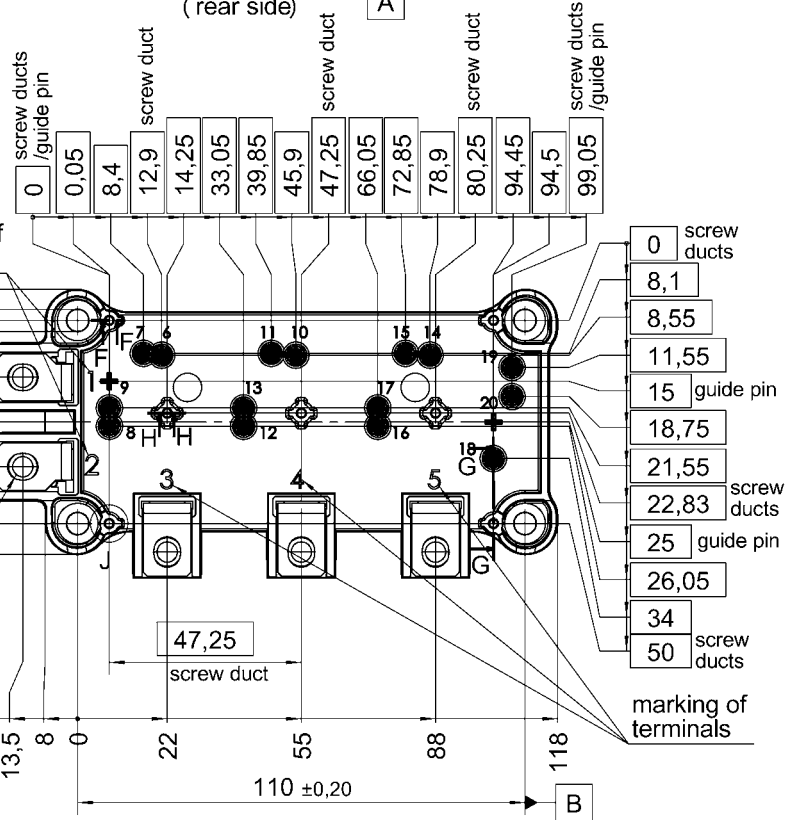 ( rear side)
A
screw ducts
/guide pin
screw duct
screw duct
screw duct
screw ducts
/guide pin
0
0,05
8,4
12,9
14,25
33,05
39,85
45,9
47,25
66,05
72,85
78,9
80,25
94,45
94,5
99,05
f
0
screw
ducts
8,1
8,55
11,55
15
guide pin
18,75
21,55
22,83
screw
ducts
25
guide pin
26,05
34
50
screw
ducts
F
7
6
11
10
15
14
F
19
I
9
13
17
20
8
H
H
12
16
18
G
2
3
4
5
J
G
47,25
screw duct
marking of
terminals
13,5
8
0
22
55
88
118
110 ±0,20
B